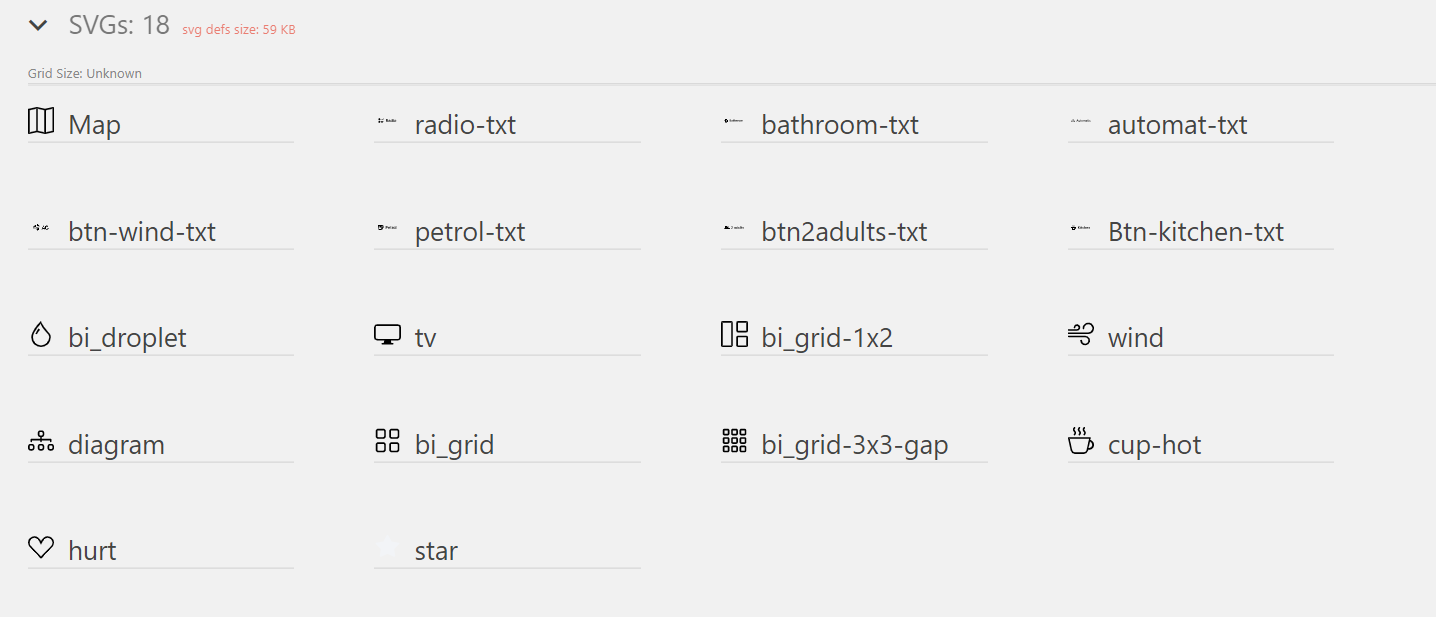 SVGs: 18 svg defs size: 59 KB
Grid Size: Unknown
Map radio-txt bathroom-txt automat-txt
btn-wind-txt petrol-txt btn2adults-txt Btn-kitchen-txt
bi_droplet tv bi_grid-1x2 wind
diagram bi_grid bi_grid-3x3-gap cup-hot
hurt star